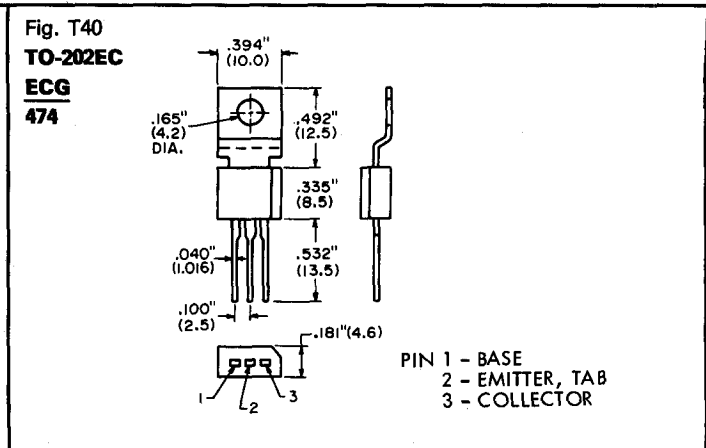 Fig. T40
TO-202EC
ECG
474
.394"
(10.0)
.165"
(4.2)
DIA.
.492"
(12.5)
.335"
(8.5)
.040"
(1.016)
.532"
(13.5)
.100"
(2.5)
.181"(4.6)
1
2
3
PIN 1 - BASE
2 - EMITTER, TAB
3 - COLLECTOR